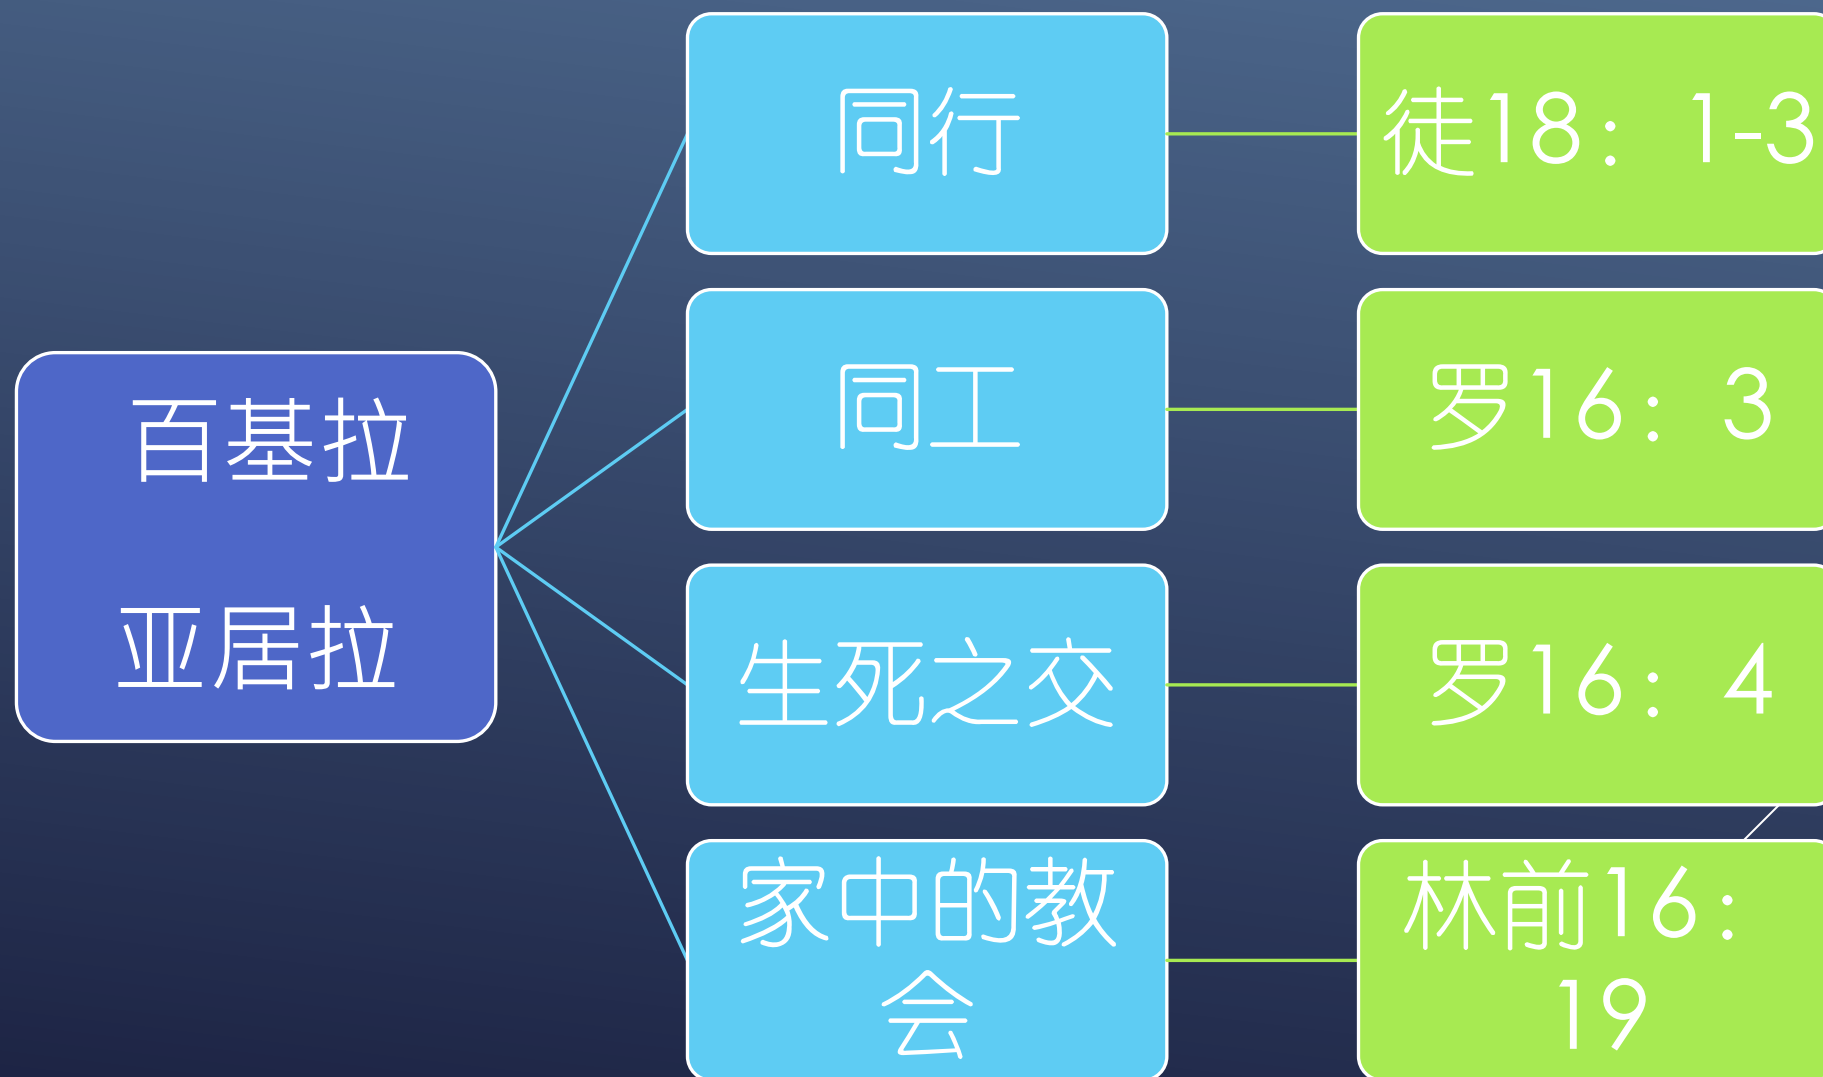 百基拉
亚居拉
同行
徒18：1-3
同工
罗16：3
生死之交
罗16：4
家中的教
会
林前16：
19